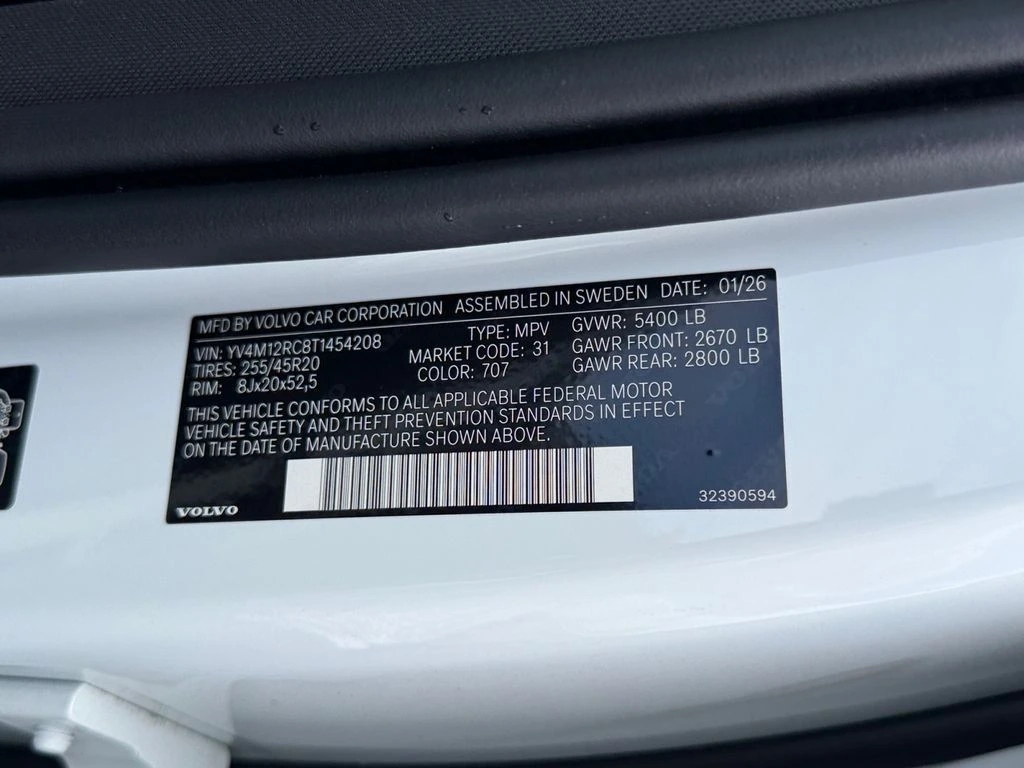 MFD BY VOLVO CAR CORPORATION ASSEMBLED IN SWEDEN DATE: 01/26
VIN: YV4M12RC8T1454208 TYPE: MPV GVWR: 5400 LB
TIRES: 255/45R20 MARKET CODE: 31 GAWR FRONT: 2670 LB
RIM: 8Jx20x52,5 COLOR: 707 GAWR REAR: 2800 LB
THIS VEHICLE CONFORMS TO ALL APPLICABLE FEDERAL MOTOR
VEHICLE SAFETY AND THEFT PREVENTION STANDARDS IN EFFECT
ON THE DATE OF MANUFACTURE SHOWN ABOVE.
VOLVO 32390594